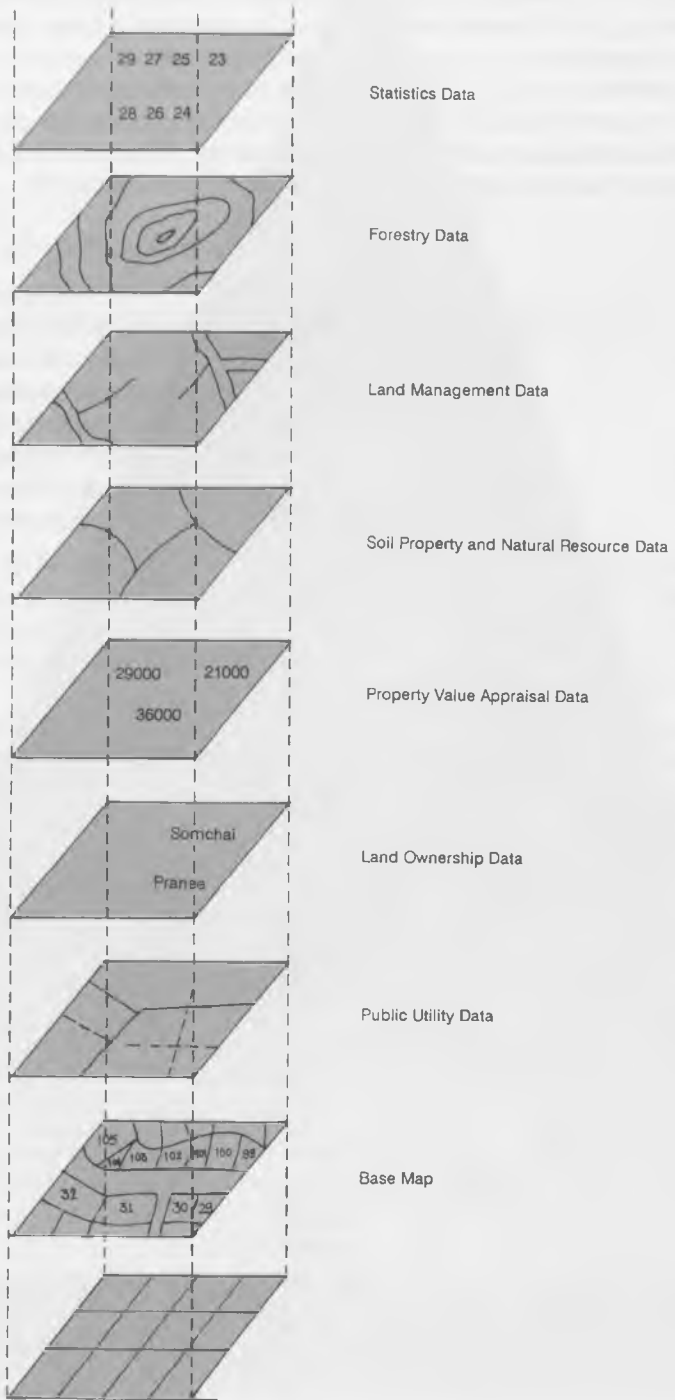 29 27 25 23
Statistics Data
28 26 24
Forestry Data
Land Management Data
Soil Property and Natural Resource Data
29000 21000
Property Value Appraisal Data
36000
Somchai
Land Ownership Data
Pranee
Public Utility Data
105
103 102 100
Base Map
32 31 30 29